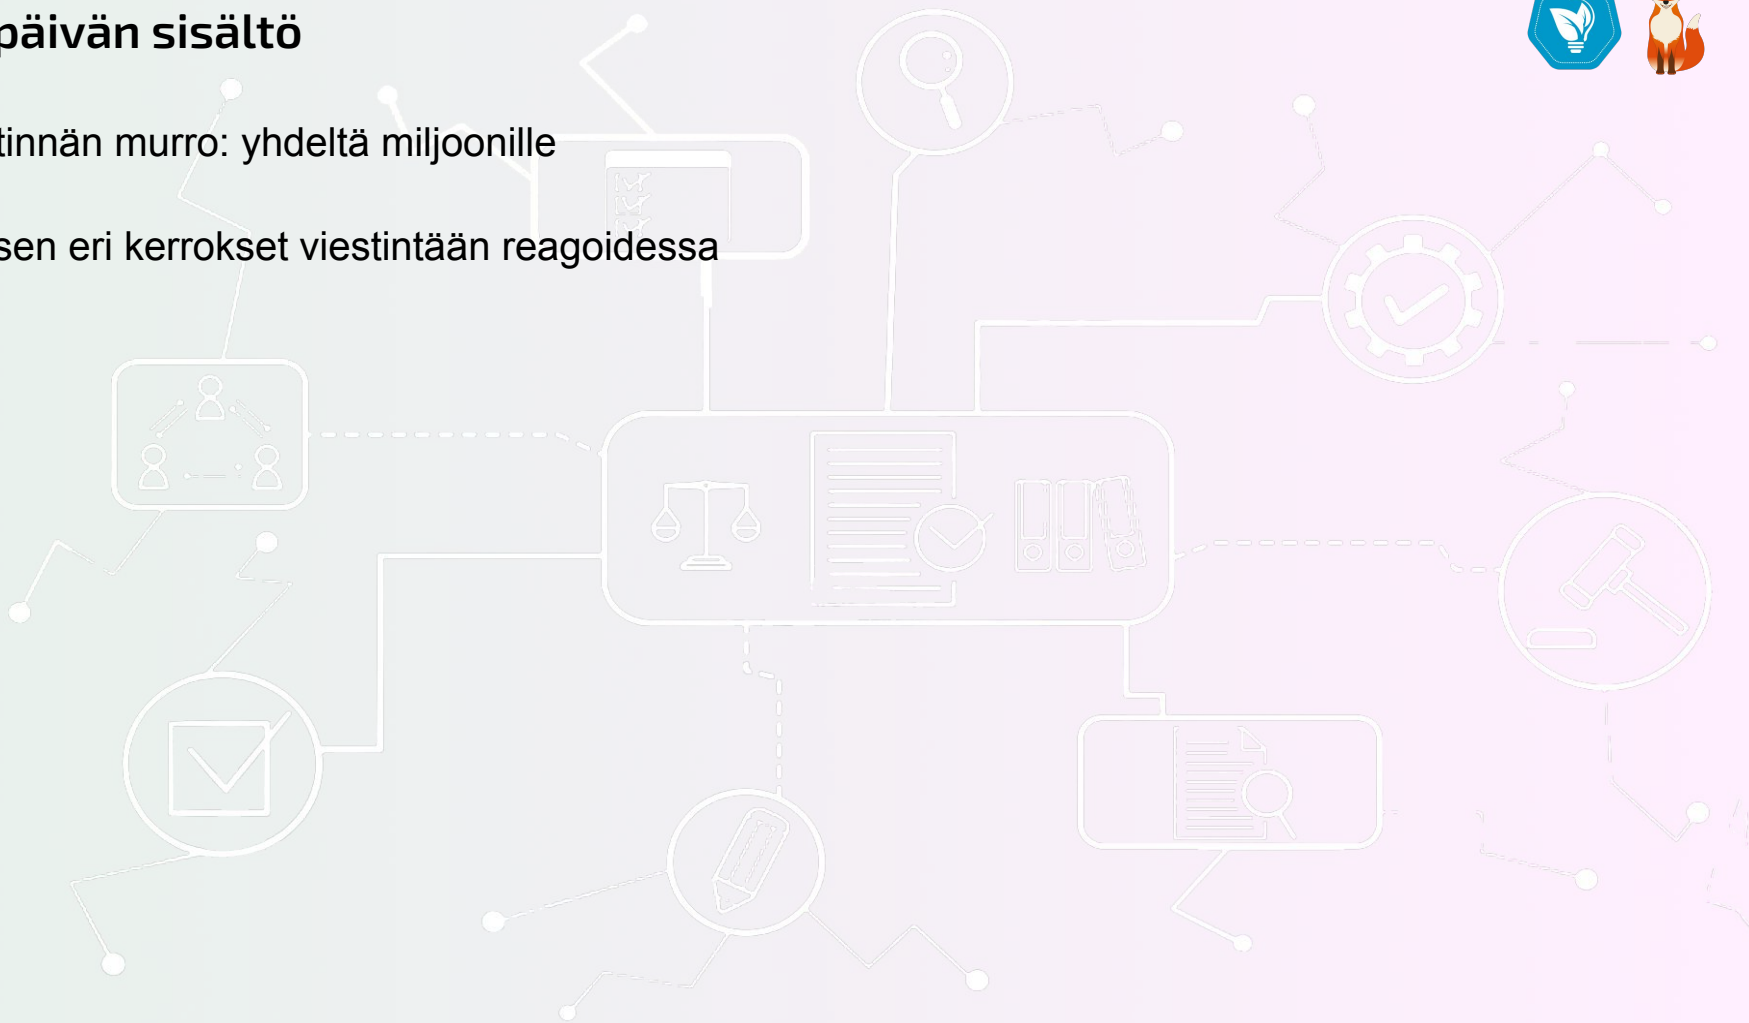 päivän sisältö
tinnän murro: yhdeltä miljoonille
sen eri kerrokset viestintään reagoidessa